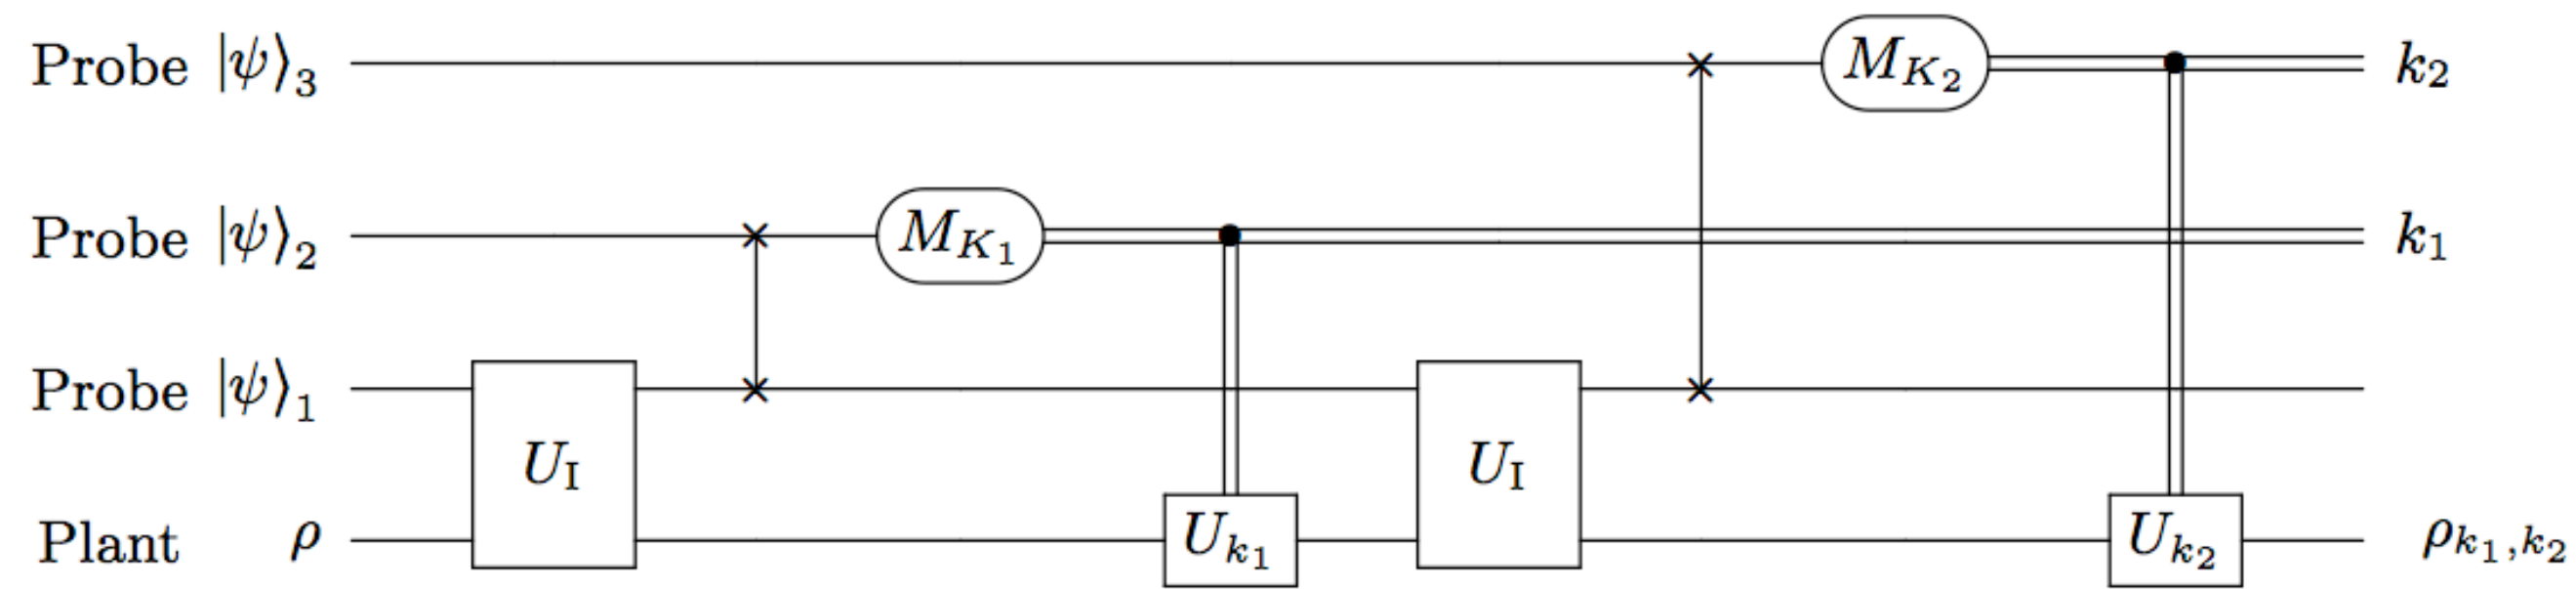 Probe |ψ⟩₃ M_{K₂} k₂
Probe |ψ⟩₂ M_{K₁} k₁
Probe |ψ⟩₁
U_I U_I
Plant ρ U_{k₁} U_{k₂} ρ_{k₁,k₂}